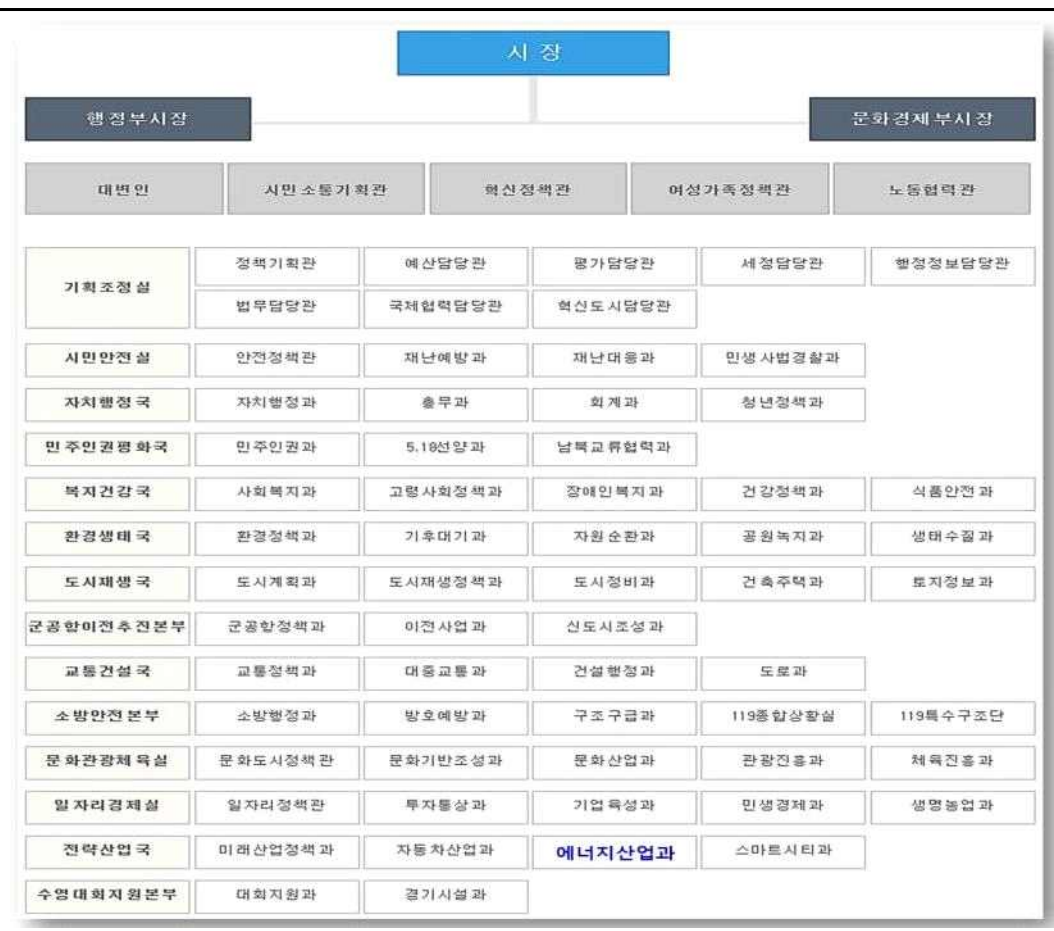 시 장
행정부시장 문화경제부시장
대변인 시민소통기획관 혁신정책관 여성가족정책관 노동협력관
기획조정실 정책기획관 예산담당관 평가담당관 세정담당관 행정정보담당관
법무담당관 국제협력담당관 혁신도시담당관
시민안전실 안전정책관 재난예방과 재난대응과 민생사법경찰과
자치행정국 자치행정과 총무과 회계과 청년정책과
민주인권평화국 민주인권과 5.18선양과 남북교류협력과
복지건강국 사회복지과 고령사회정책과 장애인복지과 건강정책과 식품안전과
환경생태국 환경정책과 기후대기과 자원순환과 공원녹지과 생태수질과
도시재생국 도시계획과 도시재생정책과 도시정비과 건축주택과 토지정보과
군공항이전추진본부 군공항정책과 이전사업과 신도시조성과
교통건설국 교통정책과 대중교통과 건설행정과 도로과
소방안전본부 소방행정과 방호예방과 구조구급과 119종합상황실 119특수구조단
문화관광체육실 문화도시정책관 문화기반조성과 문화산업과 관광진흥과 체육진흥과
일자리경제실 일자리정책관 투자통상과 기업육성과 민생경제과 생명농업과
전략산업국 미래산업정책과 자동차산업과 에너지산업과 스마트시티과
수영대회지원본부 대회지원과 경기시설과